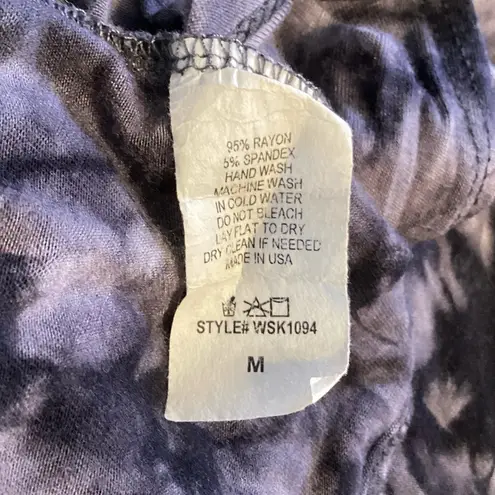 95% RAYON
5% SPANDEX
HAND WASH
MACHINE WASH
IN COLD WATER
DO NOT BLEACH
LAY FLAT TO DRY
DRY CLEAN IF NEEDED
MADE IN USA
STYLE# WSK1094
M